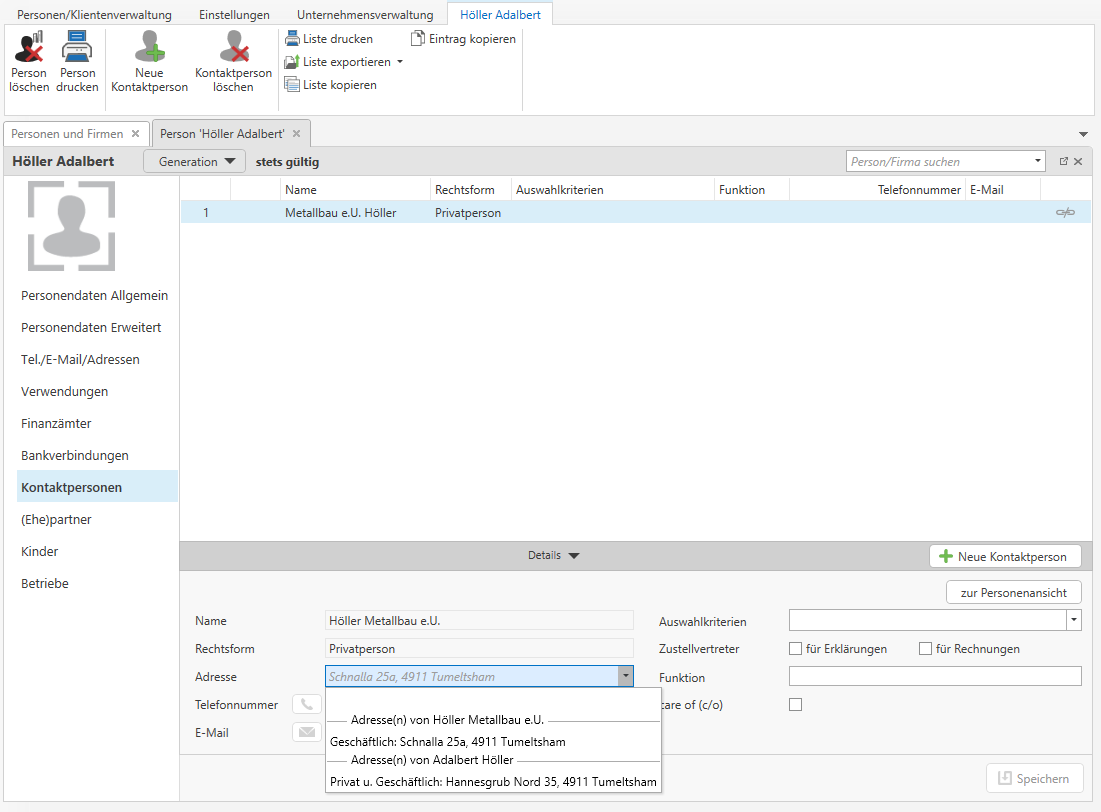 Personen/Klientenverwaltung Einstellungen Unternehmensverwaltung Höller Adalbert
Person löschen
Person drucken
Neue Kontaktperson
Kontaktperson löschen
Liste drucken
Liste exportieren
Liste kopieren
Eintrag kopieren
Personen und Firmen Person 'Höller Adalbert'
Höller Adalbert Generation stets gültig Person/Firma suchen
Name Rechtsform Auswahlkriterien Funktion Telefonnummer E-Mail
1 Metallbau e.U. Höller Privatperson
Personendaten Allgemein
Personendaten Erweitert
Tel./E-Mail/Adressen
Verwendungen
Finanzämter
Bankverbindungen
Kontaktpersonen
(Ehe)partner
Kinder
Betriebe
Details Neue Kontaktperson
zur Personenansicht
Name Höller Metallbau e.U. Auswahlkriterien
Rechtsform Privatperson Zustellvertreter für Erklärungen für Rechnungen
Adresse Schnalla 25a, 4911 Tumeltsham Funktion
Telefonnummer care of (c/o)
Adresse(n) von Höller Metallbau e.U.
E-Mail
Geschäftlich: Schnalla 25a, 4911 Tumeltsham
Adresse(n) von Adalbert Höller
Privat u. Geschäftlich: Hannesgrub Nord 35, 4911 Tumeltsham
Speichern